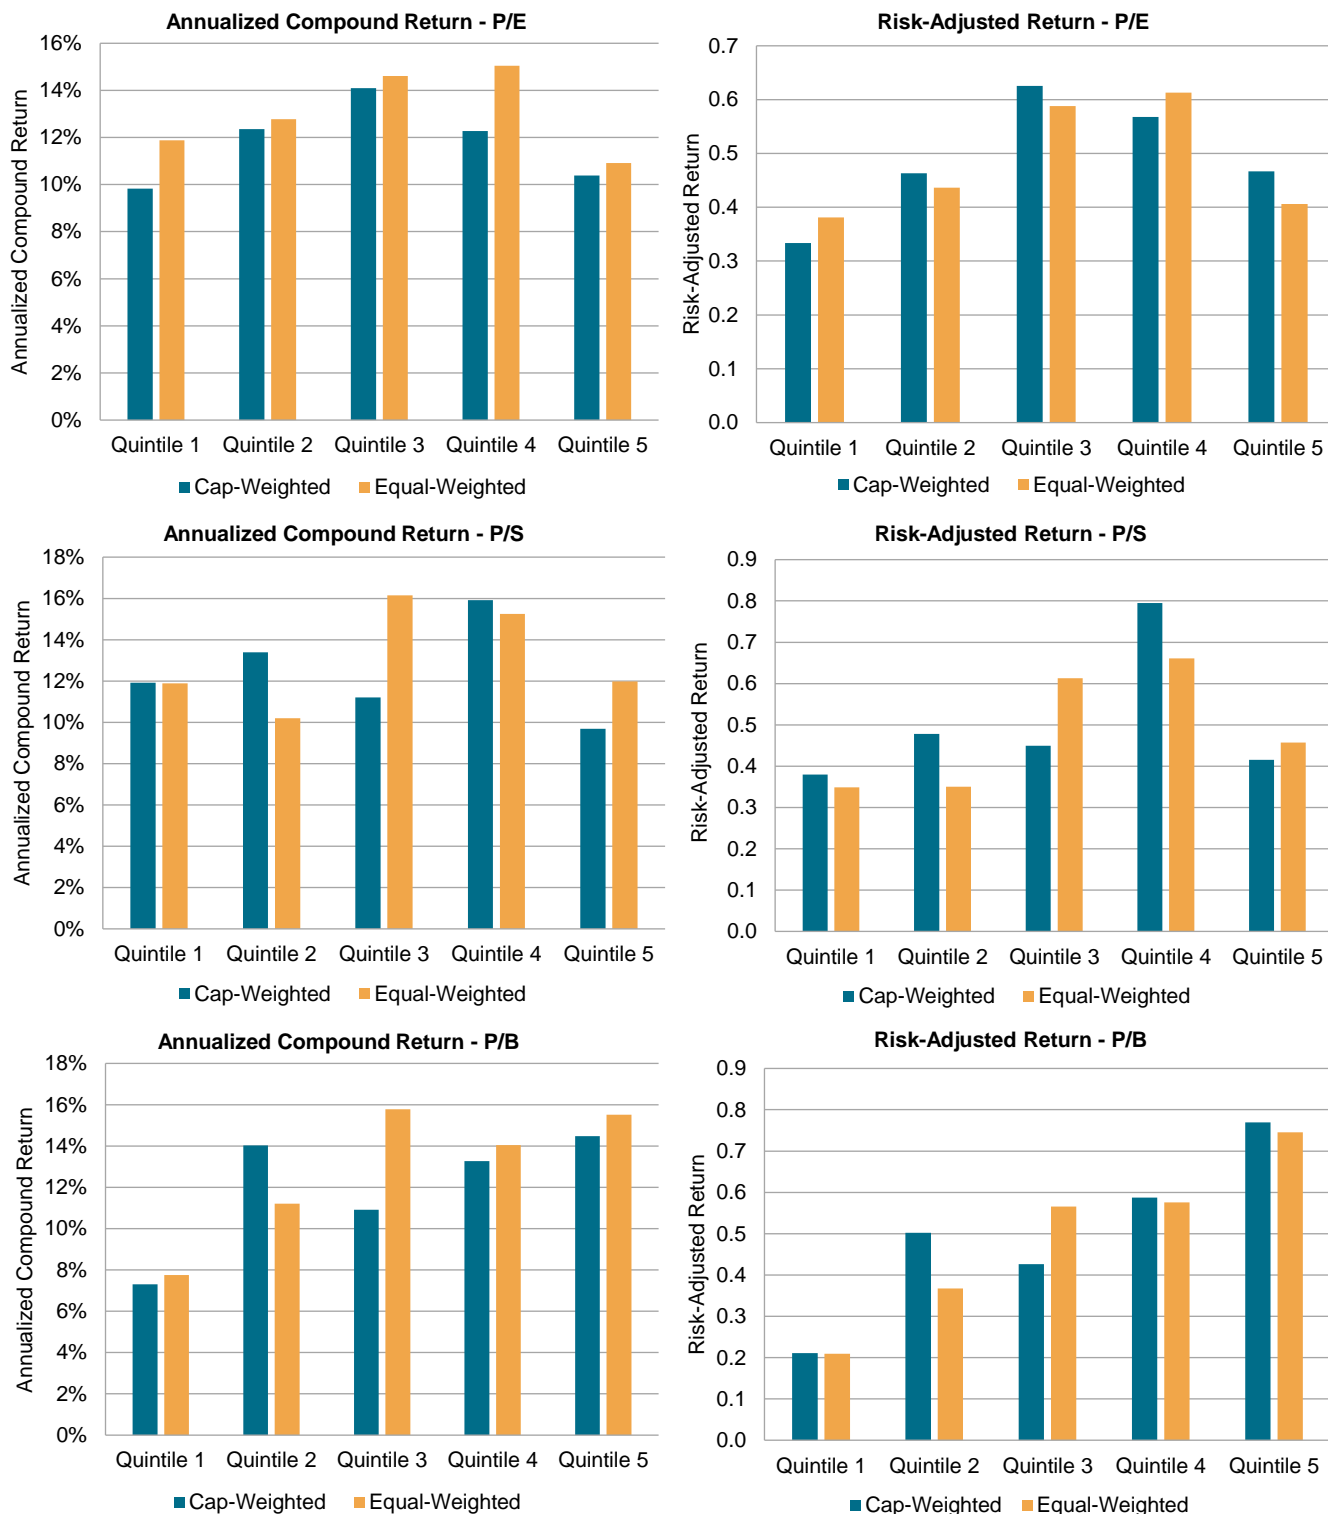 Annualized Compound Return - P/E
Annualized Compound Return
16%
14%
12%
10%
8%
6%
4%
2%
0%
Quintile 1 Quintile 2 Quintile 3 Quintile 4 Quintile 5
Cap-Weighted Equal-Weighted
Risk-Adjusted Return - P/E
Risk-Adjusted Return
0.7
0.6
0.5
0.4
0.3
0.2
0.1
0.0
Quintile 1 Quintile 2 Quintile 3 Quintile 4 Quintile 5
Cap-Weighted Equal-Weighted
Annualized Compound Return - P/S
Annualized Compound Return
18%
16%
14%
12%
10%
8%
6%
4%
2%
0%
Quintile 1 Quintile 2 Quintile 3 Quintile 4 Quintile 5
Cap-Weighted Equal-Weighted
Risk-Adjusted Return - P/S
Risk-Adjusted Return
0.9
0.8
0.7
0.6
0.5
0.4
0.3
0.2
0.1
0.0
Quintile 1 Quintile 2 Quintile 3 Quintile 4 Quintile 5
Cap-Weighted Equal-Weighted
Annualized Compound Return - P/B
Annualized Compound Return
18%
16%
14%
12%
10%
8%
6%
4%
2%
0%
Quintile 1 Quintile 2 Quintile 3 Quintile 4 Quintile 5
Cap-Weighted Equal-Weighted
Risk-Adjusted Return - P/B
Risk-Adjusted Return
0.9
0.8
0.7
0.6
0.5
0.4
0.3
0.2
0.1
0.0
Quintile 1 Quintile 2 Quintile 3 Quintile 4 Quintile 5
Cap-Weighted Equal-Weighted